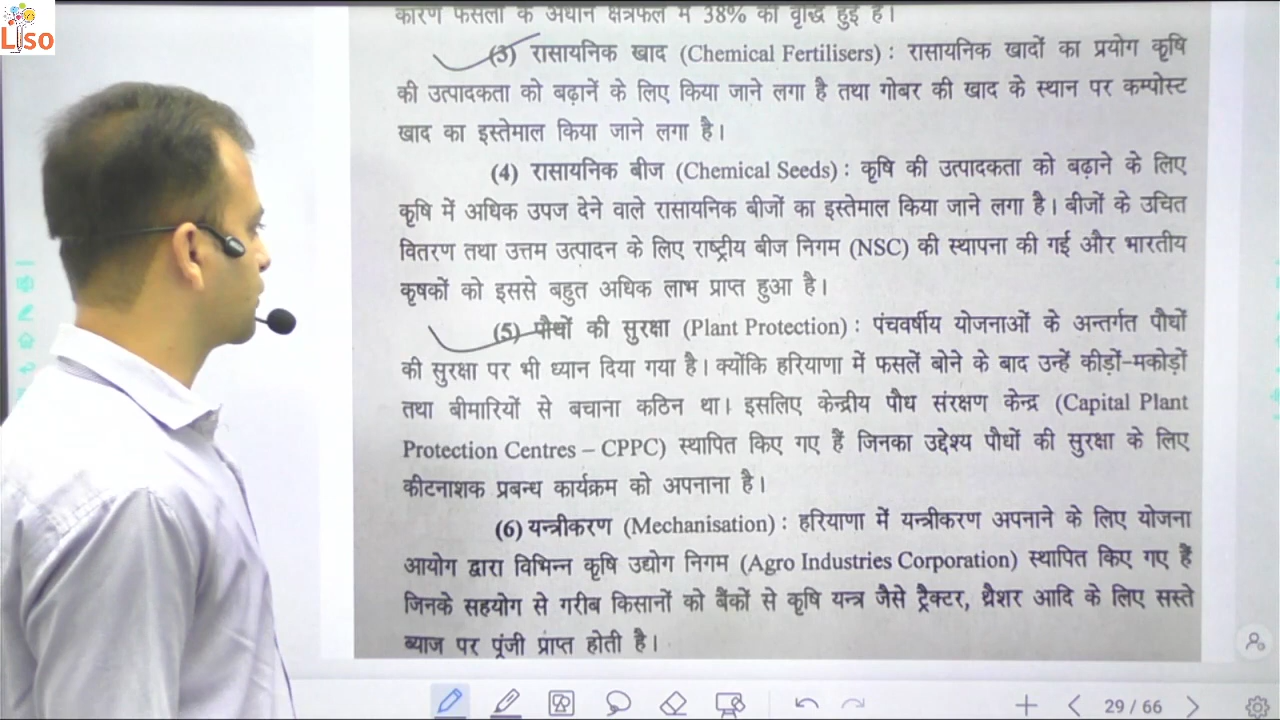 Liso
कारण फसलों के अधीन क्षेत्रफल में 38% की वृद्धि हुई है।
(3) रासायनिक खाद (Chemical Fertilisers) : रासायनिक खादों का प्रयोग कृषि
की उत्पादकता को बढ़ानें के लिए किया जाने लगा है तथा गोबर की खाद के स्थान पर कम्पोस्ट
खाद का इस्तेमाल किया जाने लगा है।
(4) रासायनिक बीज (Chemical Seeds) : कृषि की उत्पादकता को बढ़ाने के लिए
कृषि में अधिक उपज देने वाले रासायनिक बीजों का इस्तेमाल किया जाने लगा है। बीजों के उचित
वितरण तथा उत्तम उत्पादन के लिए राष्ट्रीय बीज निगम (NSC) की स्थापना की गई और भारतीय
कृषकों को इससे बहुत अधिक लाभ प्राप्त हुआ है।
(5) पौधों की सुरक्षा (Plant Protection) : पंचवर्षीय योजनाओं के अन्तर्गत पौधों
की सुरक्षा पर भी ध्यान दिया गया है। क्योंकि हरियाणा में फसलें बोने के बाद उन्हें कीड़ों-मकोड़ों
तथा बीमारियों से बचाना कठिन था। इसलिए केन्द्रीय पौध संरक्षण केन्द्र (Capital Plant
Protection Centres – CPPC) स्थापित किए गए हैं जिनका उद्देश्य पौधों की सुरक्षा के लिए
कीटनाशक प्रबन्ध कार्यक्रम को अपनाना है।
(6) यन्त्रीकरण (Mechanisation) : हरियाणा में यन्त्रीकरण अपनाने के लिए योजना
आयोग द्वारा विभिन्न कृषि उद्योग निगम (Agro Industries Corporation) स्थापित किए गए हैं
जिनके सहयोग से गरीब किसानों को बैंकों से कृषि यन्त्र जैसे ट्रैक्टर, थ्रैशर आदि के लिए सस्ते
ब्याज पर पूंजी प्राप्त होती है।
29 / 66